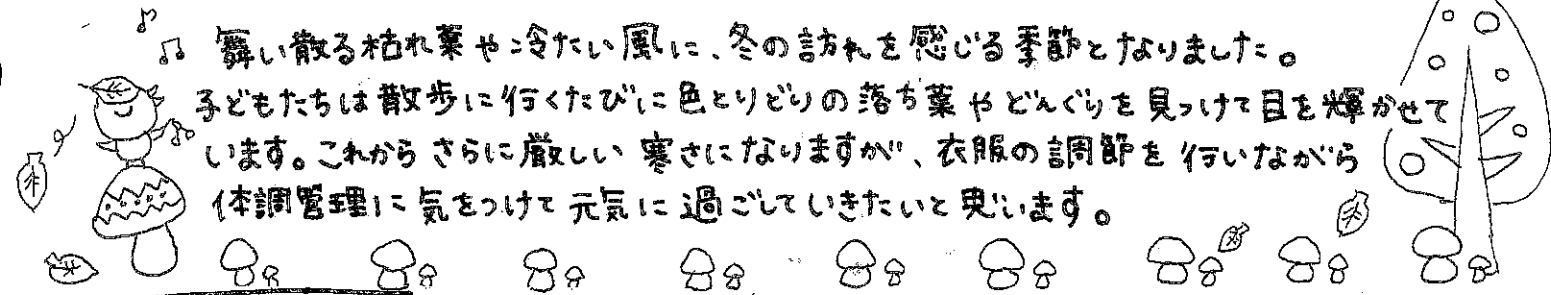 舞い散る枯れ葉や冷たい風に、冬の訪れを感じる季節となりました。
子どもたちは散歩に行くたびに色とりどりの落ち葉やどんぐりを見つけて目を輝かせて
います。これからさらに厳しい寒さになりますが、衣服の調節を行いながら
体調管理に気をつけて元気に過ごしていきたいと思います。